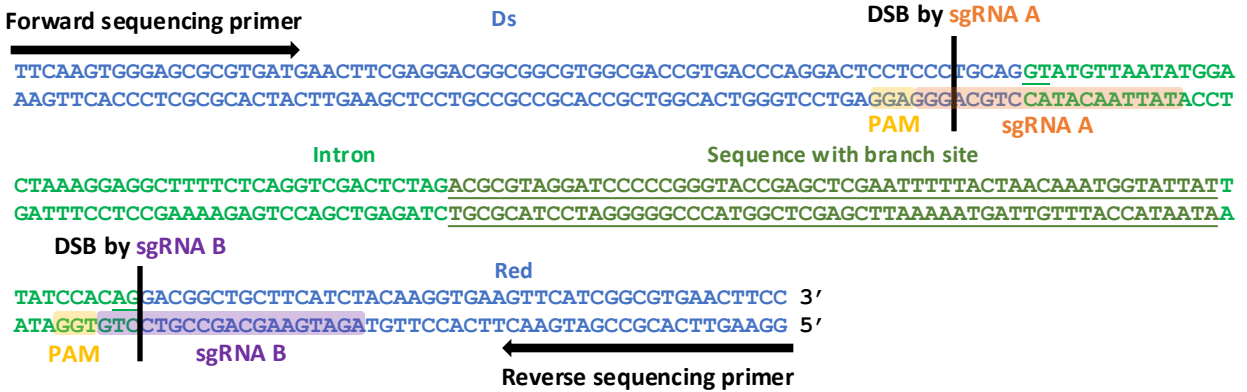 Forward sequencing primer
Ds
DSB by sgRNA A
TTCAAGTGGGAGCGCGTGATGAACTTCGAGGACGGCGGCGTGGCGACCGTGACCCAGGACTCCTCCCTGCAGGTATGTTAATATGGA
AAGTTCACCCTCGCGCACTACTTGAAGCTCCTGCCGCCGCACCGCTGGCACTGGGTCCTGAGGAGGGACGTCCATACAATTATACCT
PAM
sgRNA A
Intron
Sequence with branch site
CTAAAGGAGGCTTTTCTCAGGTCGACTCTAGACGCGTAGGATCCCCCGGGTACCGAGCTCGAATTTTTACTAACAAATGGTATTATT
GATTTCCTCCGAAAAGAGTCCAGCTGAGATCTGCGCATCCTAGGGGGCCCATGGCTCGAGCTTAAAAATGATTGTTTACCATAATAA
DSB by sgRNA B
Red
TATCCACAGGACGGCTGCTTCATCTACAAGGTGAAGTTCATCGGCGTGAACTTCC 3′
ATAGGTGTCCTGCCGACGAAGTAGATGTTCCACTTCAAGTAGCCGCACTTGAAGG 5′
PAM
sgRNA B
Reverse sequencing primer